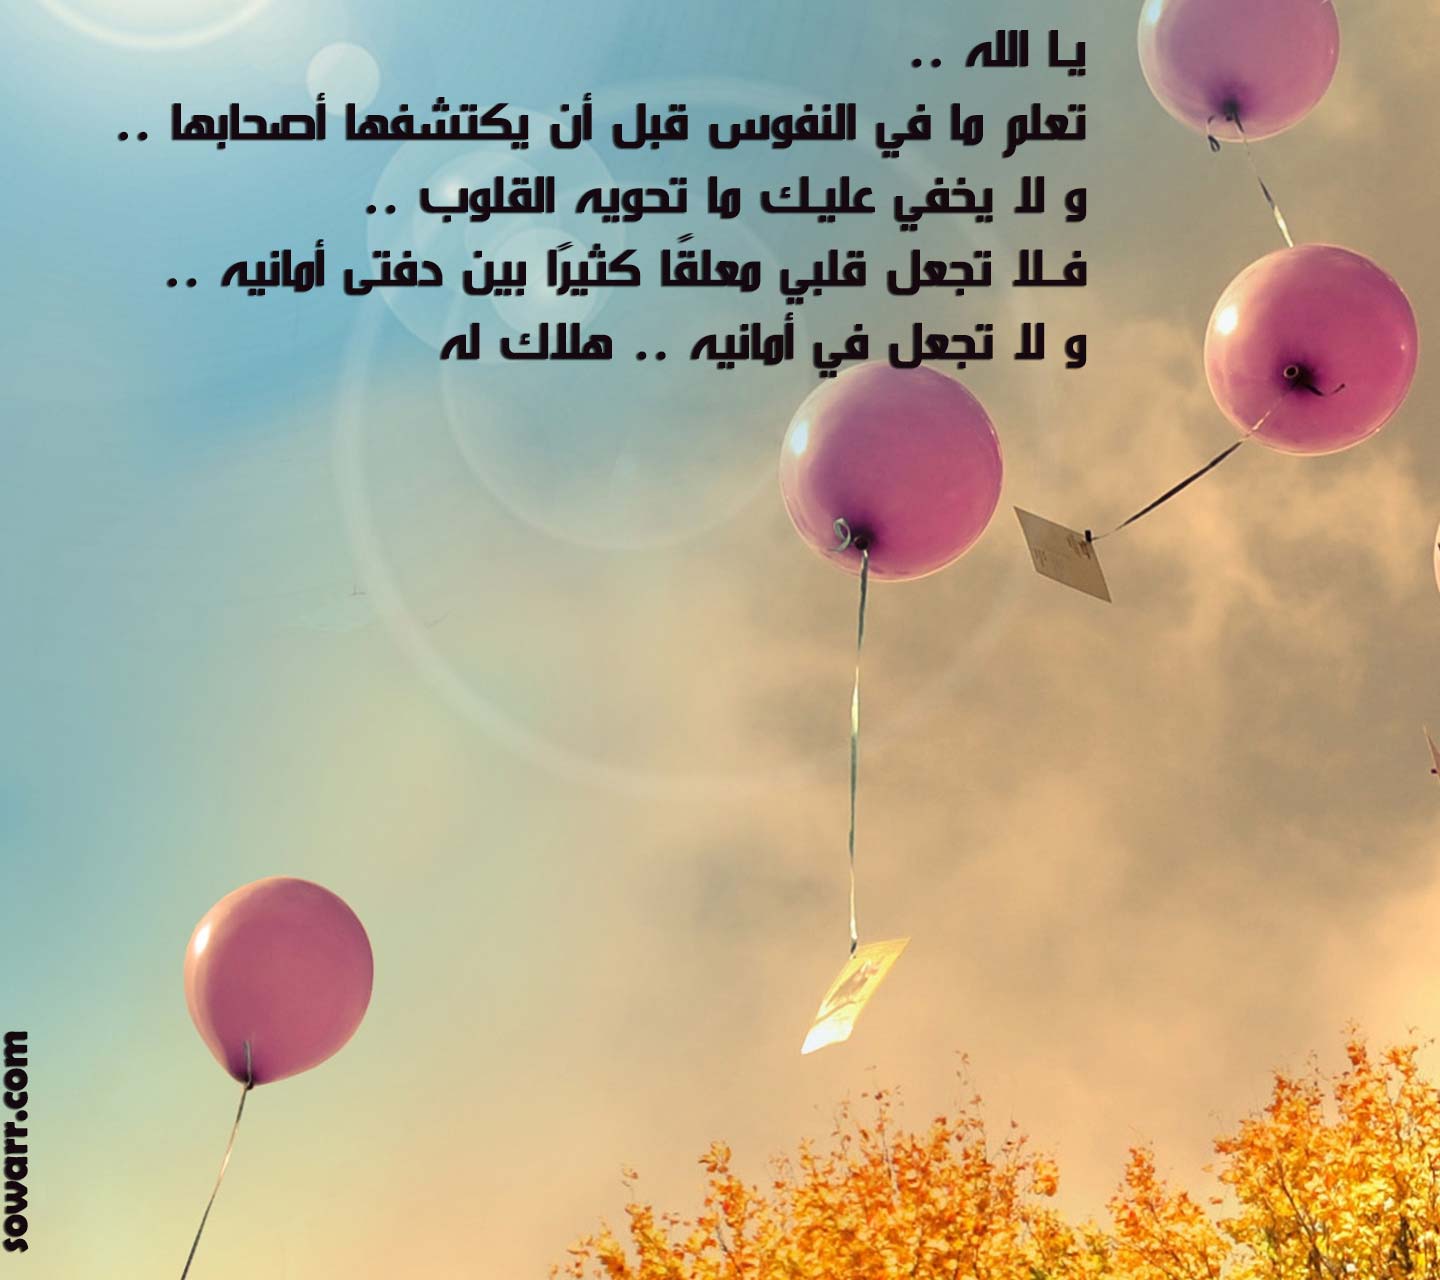 يا الله ..
تعلم ما في النفوس قبل أن يكتشفها أصحابها ..
و لا يخفي عليك ما تحويه القلوب ..
فلا تجعل قلبي معلقًا كثيرًا بين دفتى أمانيه ..
و لا تجعل في أمانيه .. هلاك له
sowarr.com